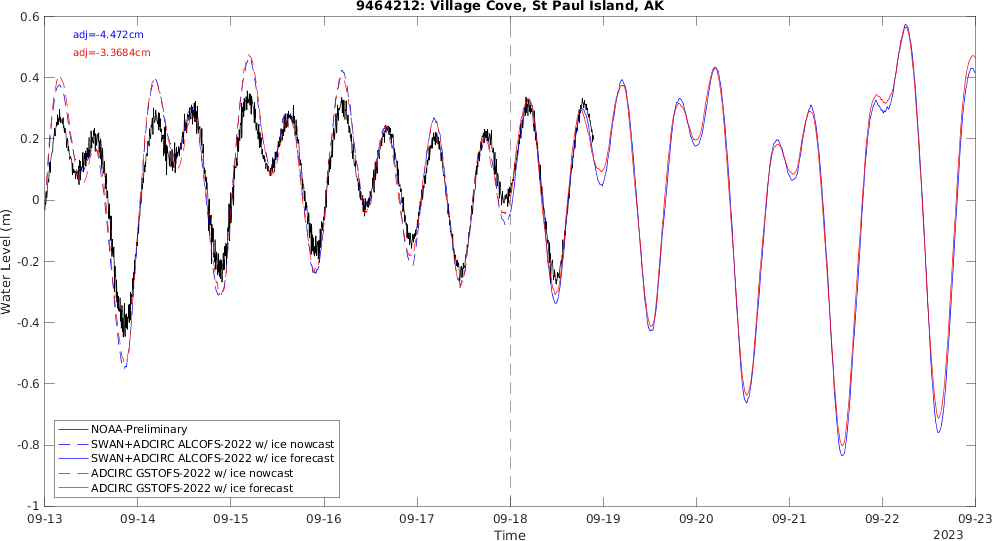 9464212: Village Cove, St Paul Island, AK
adj=-4.472cm
adj=-3.3684cm
0.6
0.4
0.2
0
-0.2
-0.4
-0.6
-0.8
-1
Water Level (m)
NOAA-Preliminary
SWAN+ADCIRC ALCOFS-2022 w/ ice nowcast
SWAN+ADCIRC ALCOFS-2022 w/ ice forecast
ADCIRC GSTOFS-2022 w/ ice nowcast
ADCIRC GSTOFS-2022 w/ ice forecast
09-13 09-14 09-15 09-16 09-17 09-18 09-19 09-20 09-21 09-22 09-23
Time
2023